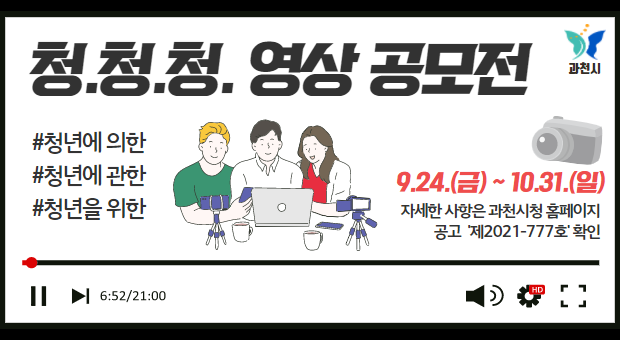 청.청.청. 영상 공모전
과천시
#청년에 의한
#청년에 관한
#청년을 위한
9.24.(금) ~ 10.31.(일)
자세한 사항은 과천시청 홈페이지
공고 '제2021-777호' 확인
6:52/21:00
HD